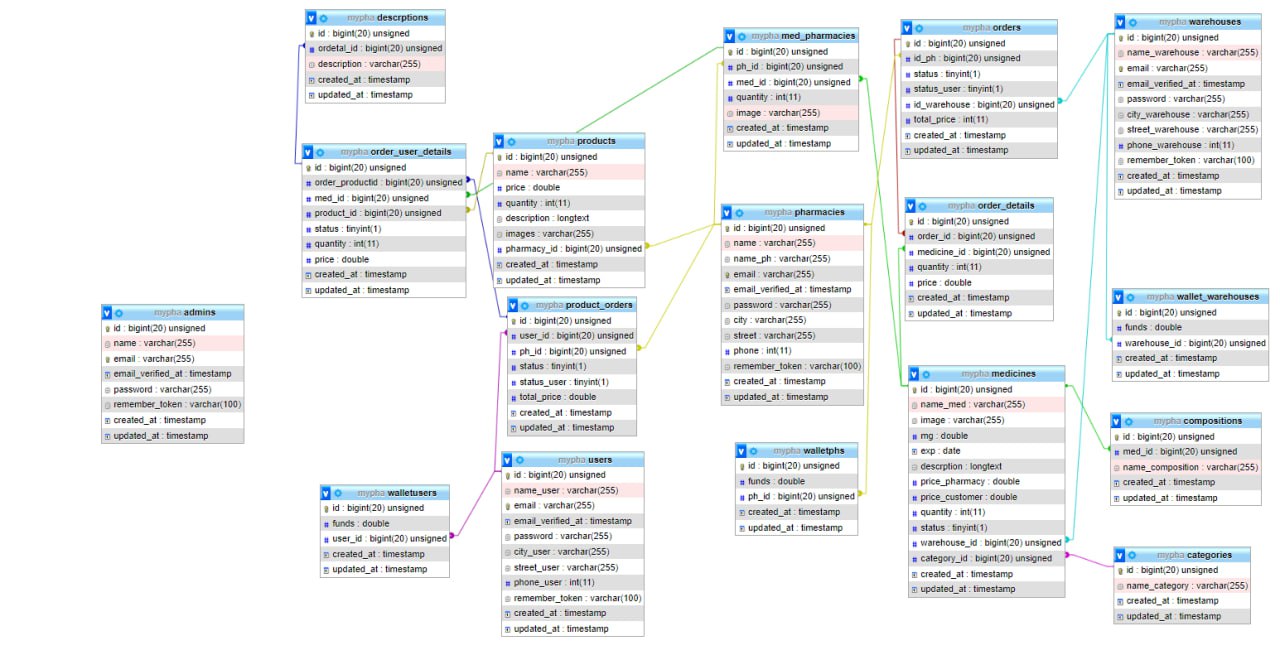 mypha descrptions
id : bigint(20) unsigned
ordetal_id : bigint(20) unsigned
description : varchar(255)
created_at : timestamp
updated_at : timestamp
mypha order_user_details
id : bigint(20) unsigned
order_productid : bigint(20) unsigned
med_id : bigint(20) unsigned
product_id : bigint(20) unsigned
status : tinyint(1)
quantity : int(11)
price : double
created_at : timestamp
updated_at : timestamp
mypha admins
id : bigint(20) unsigned
name : varchar(255)
email : varchar(255)
email_verified_at : timestamp
password : varchar(255)
remember_token : varchar(100)
created_at : timestamp
updated_at : timestamp
mypha walletusers
id : bigint(20) unsigned
funds : double
user_id : bigint(20) unsigned
created_at : timestamp
updated_at : timestamp
mypha products
id : bigint(20) unsigned
name : varchar(255)
price : double
quantity : int(11)
description : longtext
images : varchar(255)
pharmacy_id : bigint(20) unsigned
created_at : timestamp
updated_at : timestamp
mypha product_orders
id : bigint(20) unsigned
user_id : bigint(20) unsigned
ph_id : bigint(20) unsigned
status : tinyint(1)
status_user : tinyint(1)
total_price : double
created_at : timestamp
updated_at : timestamp
mypha users
id : bigint(20) unsigned
name_user : varchar(255)
email : varchar(255)
email_verified_at : timestamp
password : varchar(255)
city_user : varchar(255)
street_user : varchar(255)
phone_user : int(11)
remember_token : varchar(100)
created_at : timestamp
updated_at : timestamp
mypha med_pharmacies
id : bigint(20) unsigned
ph_id : bigint(20) unsigned
med_id : bigint(20) unsigned
quantity : int(11)
image : varchar(255)
created_at : timestamp
updated_at : timestamp
mypha pharmacies
id : bigint(20) unsigned
name : varchar(255)
name_ph : varchar(255)
email : varchar(255)
email_verified_at : timestamp
password : varchar(255)
city : varchar(255)
street : varchar(255)
phone : int(11)
remember_token : varchar(100)
created_at : timestamp
updated_at : timestamp
mypha walletphs
id : bigint(20) unsigned
funds : double
ph_id : bigint(20) unsigned
created_at : timestamp
updated_at : timestamp
mypha orders
id : bigint(20) unsigned
id_ph : bigint(20) unsigned
status : tinyint(1)
status_user : tinyint(1)
id_warehouse : bigint(20) unsigned
total_price : int(11)
created_at : timestamp
updated_at : timestamp
mypha order_details
id : bigint(20) unsigned
order_id : bigint(20) unsigned
medicine_id : bigint(20) unsigned
quantity : int(11)
price : double
created_at : timestamp
updated_at : timestamp
mypha medicines
id : bigint(20) unsigned
name_med : varchar(255)
image : varchar(255)
mg : double
exp : date
descrption : longtext
price_pharmacy : double
price_customer : double
quantity : int(11)
status : tinyint(1)
warehouse_id : bigint(20) unsigned
category_id : bigint(20) unsigned
created_at : timestamp
updated_at : timestamp
mypha warehouses
id : bigint(20) unsigned
name_warehouse : varchar(255)
email : varchar(255)
email_verified_at : timestamp
password : varchar(255)
city_warehouse : varchar(255)
street_warehouse : varchar(255)
phone_warehouse : int(11)
remember_token : varchar(100)
created_at : timestamp
updated_at : timestamp
mypha wallet_warehouses
id : bigint(20) unsigned
funds : double
warehouse_id : bigint(20) unsigned
created_at : timestamp
updated_at : timestamp
mypha compositions
id : bigint(20) unsigned
med_id : bigint(20) unsigned
name_composition : varchar(255)
created_at : timestamp
updated_at : timestamp
mypha categories
id : bigint(20) unsigned
name_category : varchar(255)
created_at : timestamp
updated_at : timestamp